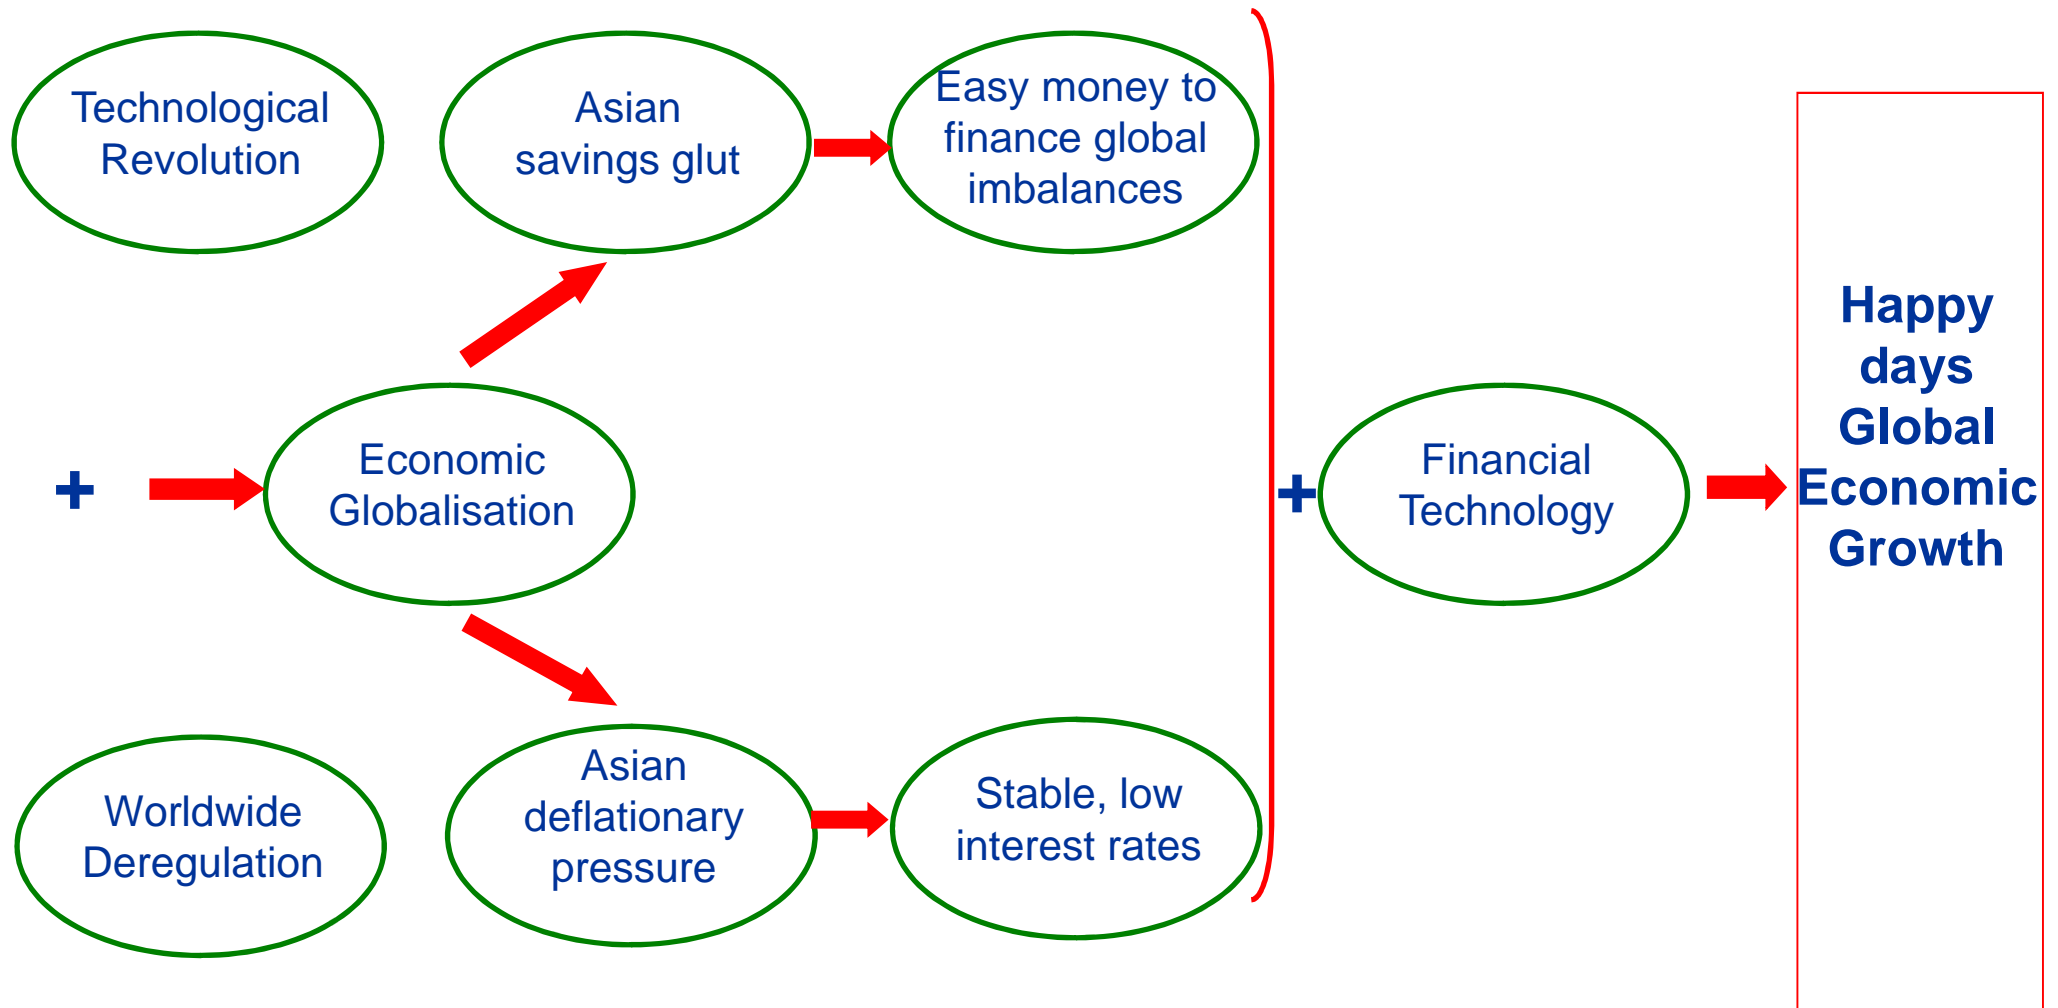 Technological
Revolution
Asian
savings glut
Easy money to
finance global
imbalances
+
Economic
Globalisation
+
Financial
Technology
Happy
days
Global
Economic
Growth
Worldwide
Deregulation
Asian
deflationary
pressure
Stable, low
interest rates